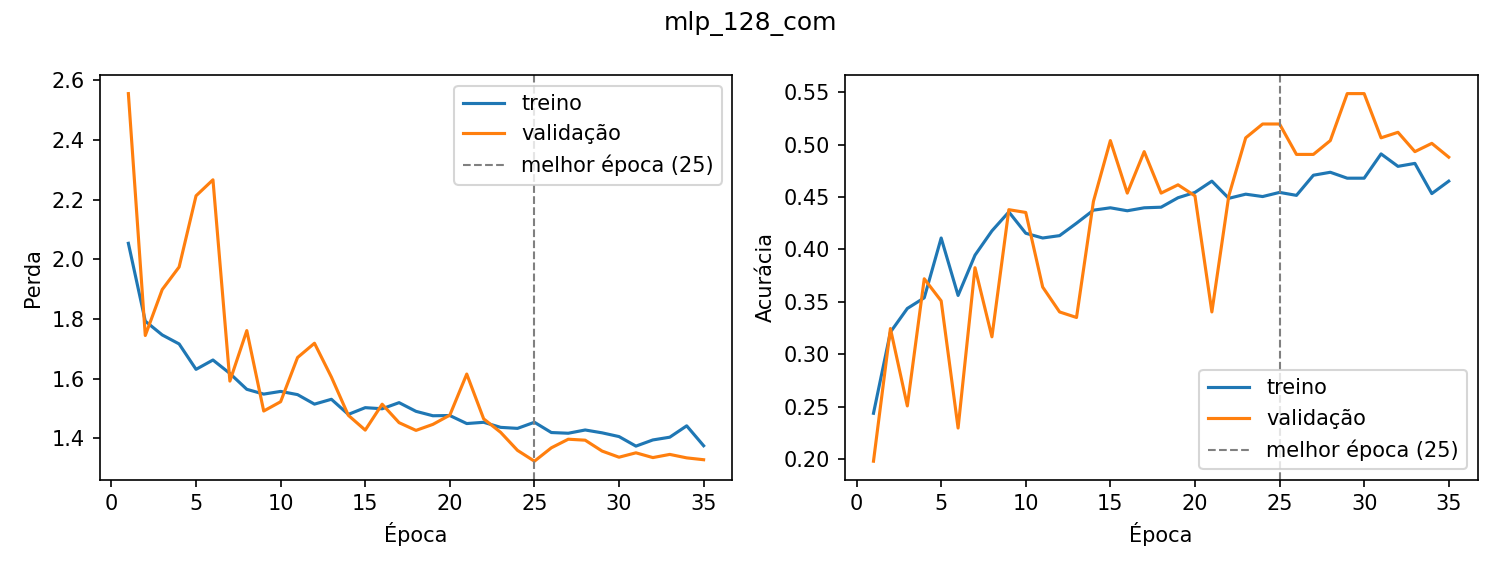 mlp_128_com
2.6
2.4
2.2
2.0
1.8
1.6
1.4
Perda
0
5
10
15
20
25
30
35
Época
treino
validação
melhor época (25)
0.55
0.50
0.45
0.40
0.35
0.30
0.25
0.20
Acurácia
0
5
10
15
20
25
30
35
Época
treino
validação
melhor época (25)